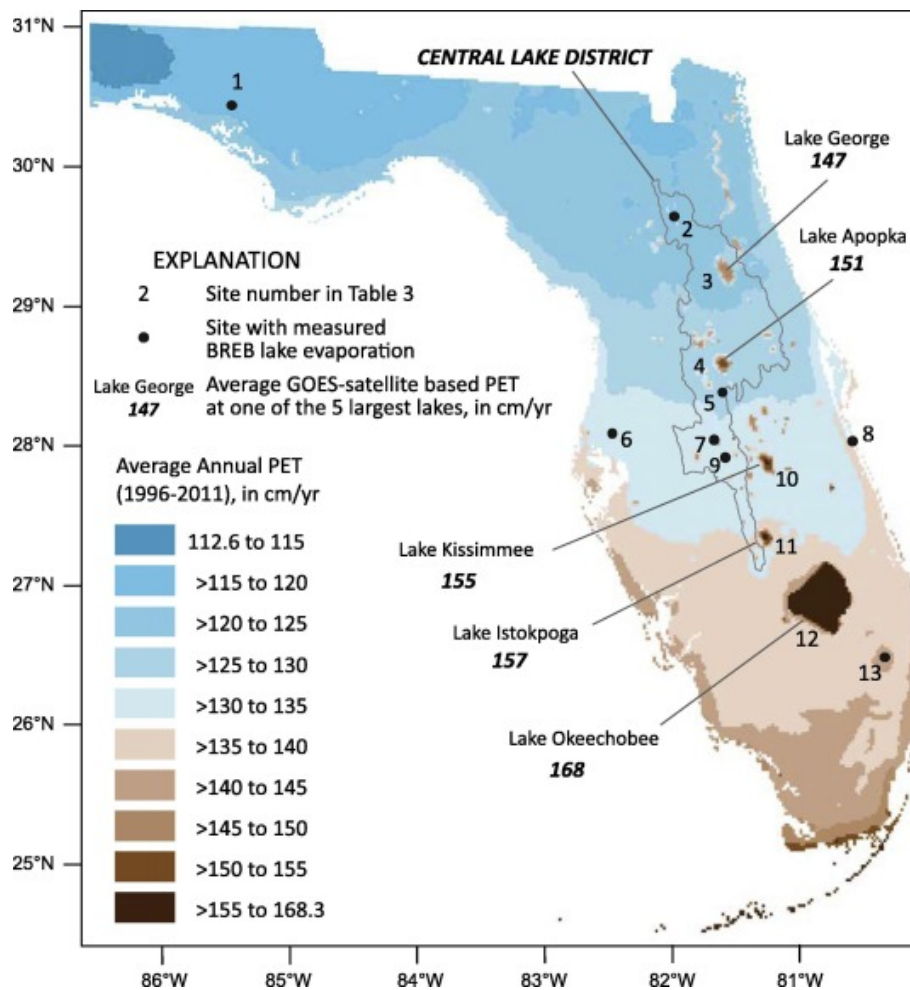 31°N
30°N
29°N
28°N
27°N
26°N
25°N
86°W
85°W
84°W
83°W
82°W
81°W
CENTRAL LAKE DISTRICT
Lake George
147
Lake Apopka
151
1
2
3
4
5
6
7
8
9
10
11
12
13
Lake Kissimmee
155
Lake Istokpoga
157
Lake Okeechobee
168
EXPLANATION
2 Site number in Table 3
Site with measured
BREB lake evaporation
Lake George Average GOES-satellite based PET
147 at one of the 5 largest lakes, in cm/yr
Average Annual PET
(1996-2011), in cm/yr
112.6 to 115
>115 to 120
>120 to 125
>125 to 130
>130 to 135
>135 to 140
>140 to 145
>145 to 150
>150 to 155
>155 to 168.3